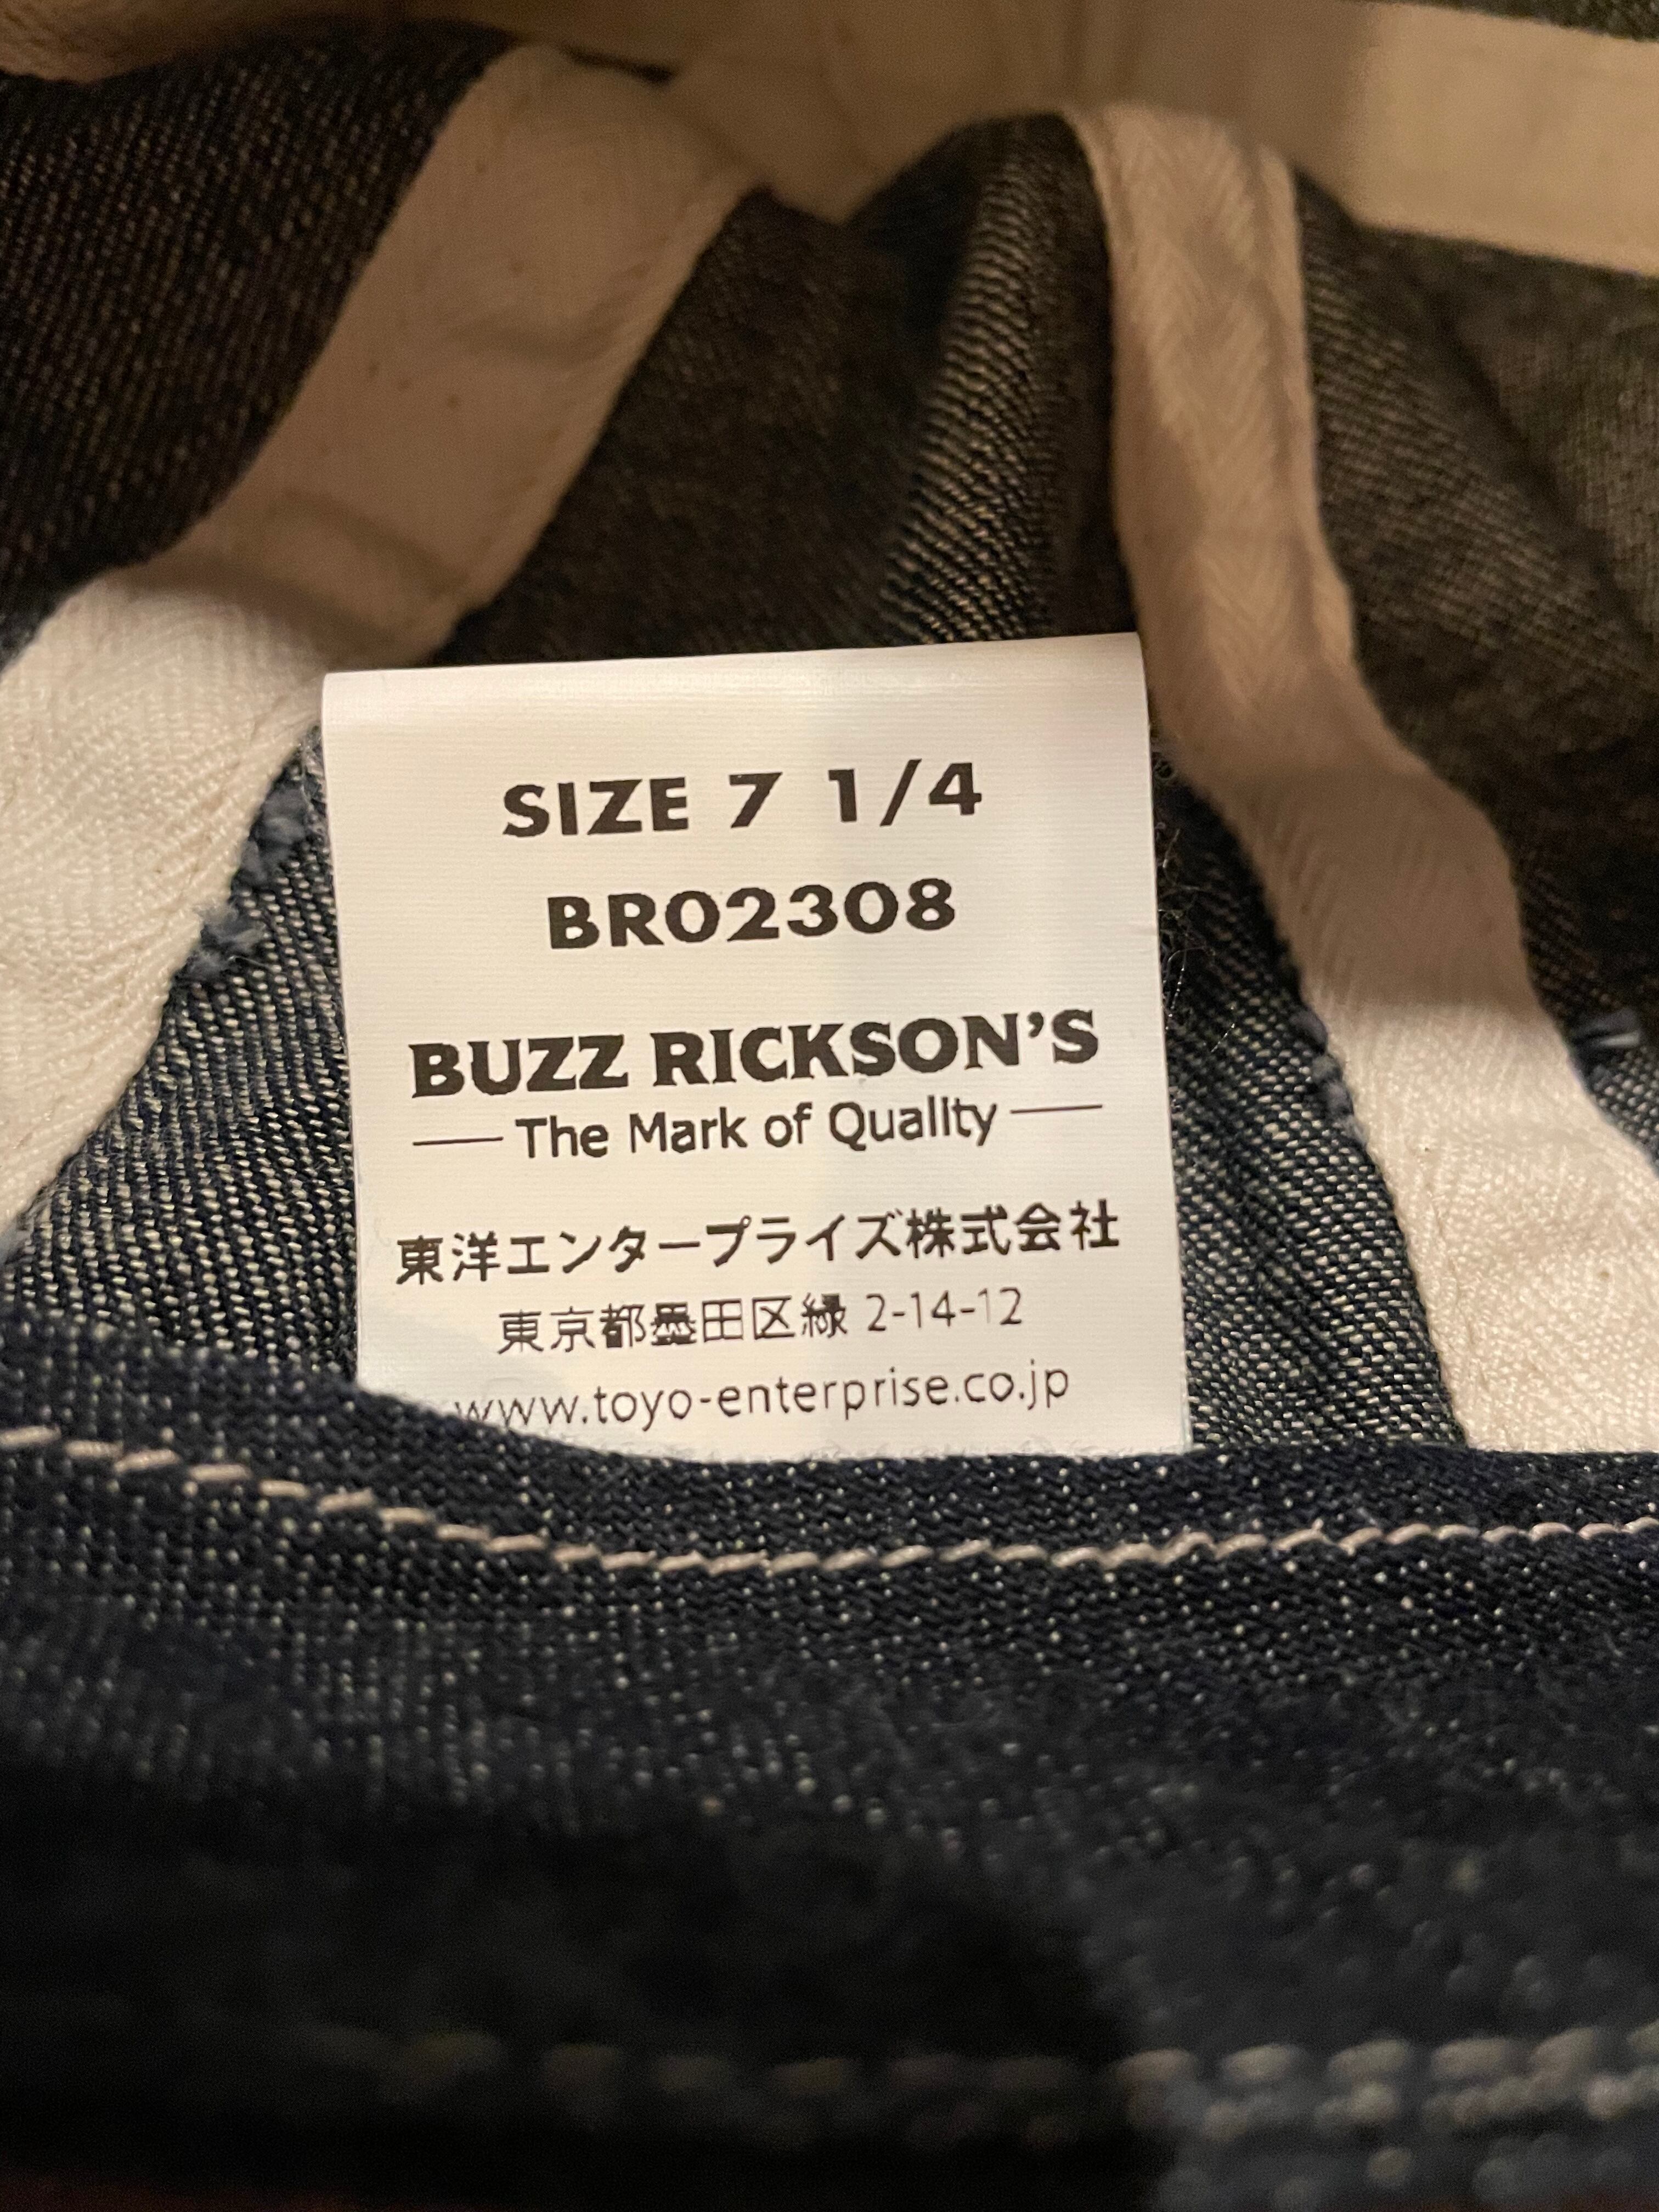 SIZE 7 1/4
BR02308
BUZZ RICKSON'S
The Mark of Quality
東洋エンタープライズ株式会社
東京都墨田区緑 2-14-12
www.toyo-enterprise.co.jp